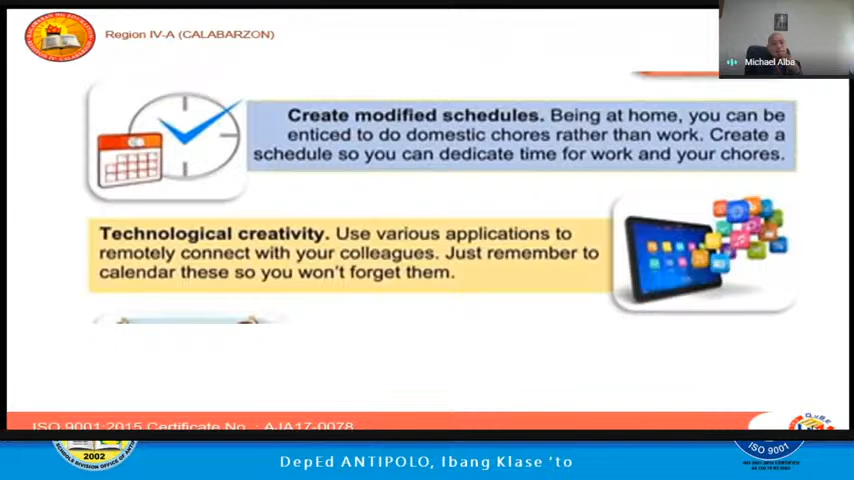 Region IV-A (CALABARZON)
Michael Alba
Create modified schedules. Being at home, you can be
enticed to do domestic chores rather than work. Create a
schedule so you can dedicate time for work and your chores.
Technological creativity. Use various applications to
remotely connect with your colleagues. Just remember to
calendar these so you won't forget them.
ISO 9001:2015 Certificate No. : AJA17-0078
2002
DepEd ANTIPOLO, Ibang Klase 'to
ISO 9001